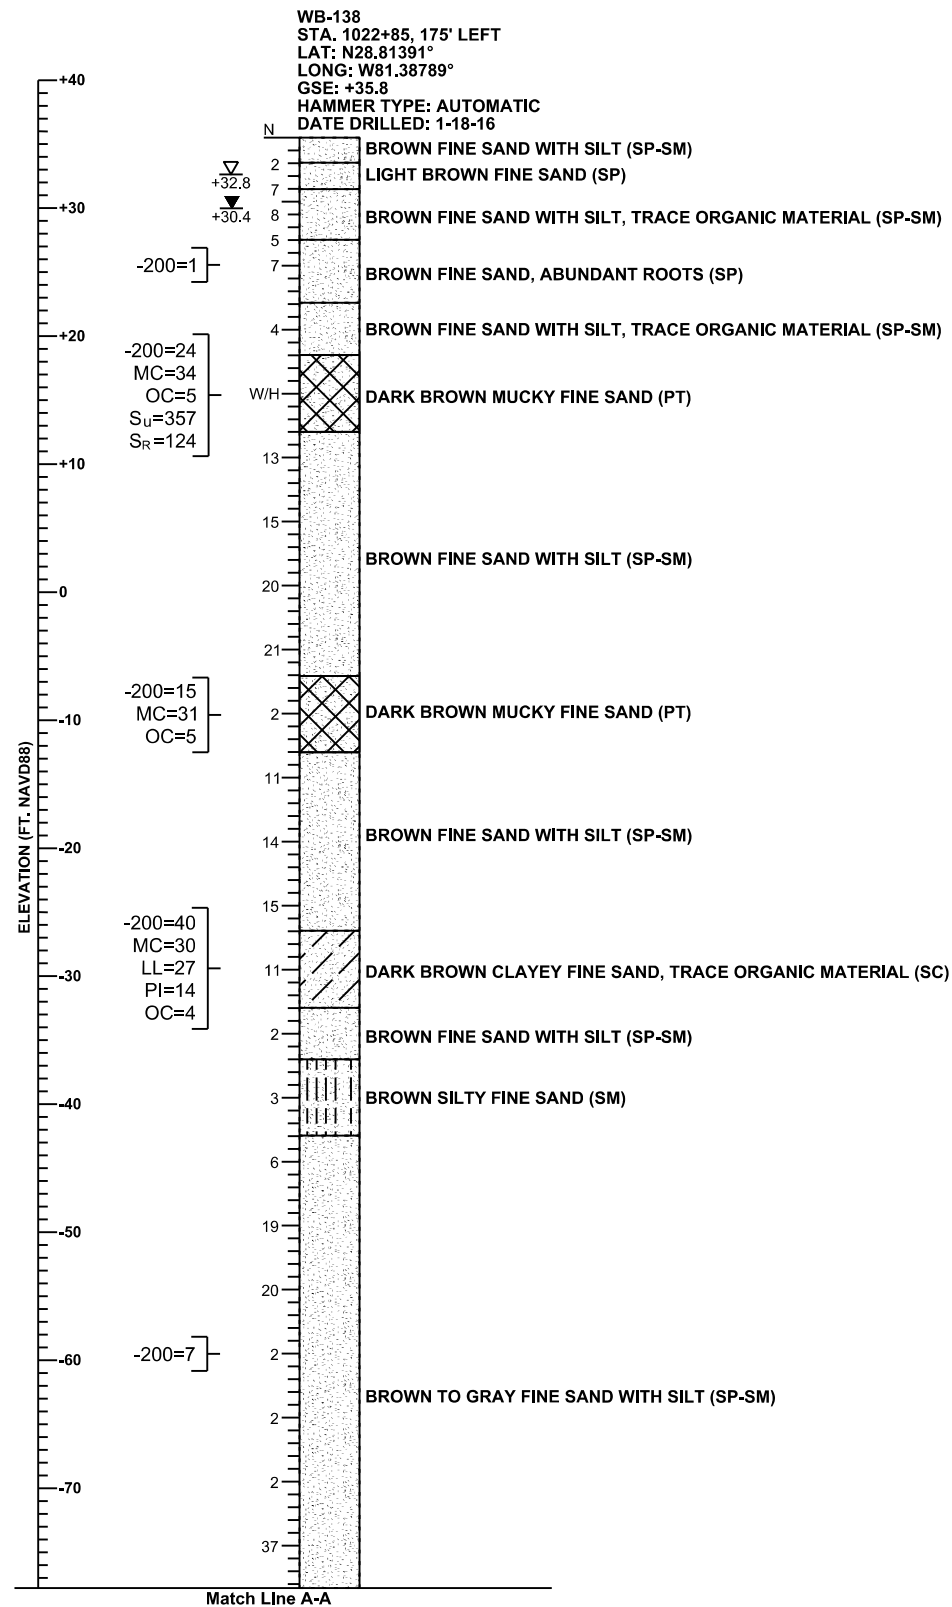 WB-138
STA. 1022+85, 175' LEFT
LAT: N28.81391°
LONG: W81.38789°
GSE: +35.8
HAMMER TYPE: AUTOMATIC
DATE DRILLED: 1-18-16
+40
N
BROWN FINE SAND WITH SILT (SP-SM)
2
LIGHT BROWN FINE SAND (SP)
+32.8
7
+30
+30.4
8
BROWN FINE SAND WITH SILT, TRACE ORGANIC MATERIAL (SP-SM)
5
-200=1
7
BROWN FINE SAND, ABUNDANT ROOTS (SP)
+20
4
BROWN FINE SAND WITH SILT, TRACE ORGANIC MATERIAL (SP-SM)
-200=24
MC=34
OC=5
Su=357
SR=124
W/H
DARK BROWN MUCKY FINE SAND (PT)
+10
13
15
BROWN FINE SAND WITH SILT (SP-SM)
0
20
21
-200=15
MC=31
OC=5
-10
2
DARK BROWN MUCKY FINE SAND (PT)
11
ELEVATION (FT. NAVD88)
14
BROWN FINE SAND WITH SILT (SP-SM)
-20
15
-200=40
MC=30
LL=27
PI=14
OC=4
-30
11
DARK BROWN CLAYEY FINE SAND, TRACE ORGANIC MATERIAL (SC)
2
BROWN FINE SAND WITH SILT (SP-SM)
-40
3
BROWN SILTY FINE SAND (SM)
6
-50
19
20
-200=7
-60
2
BROWN TO GRAY FINE SAND WITH SILT (SP-SM)
2
-70
2
37
Match Line A-A